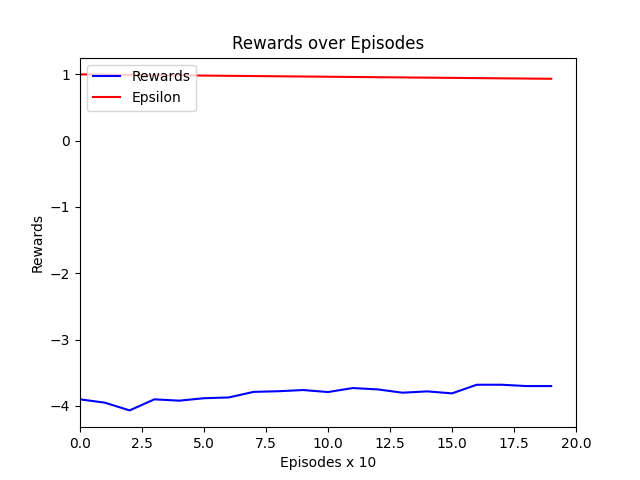 Rewards over Episodes
Rewards
Epsilon
1
0
−1
−2
−3
−4
Rewards
0.0 2.5 5.0 7.5 10.0 12.5 15.0 17.5 20.0
Episodes x 10